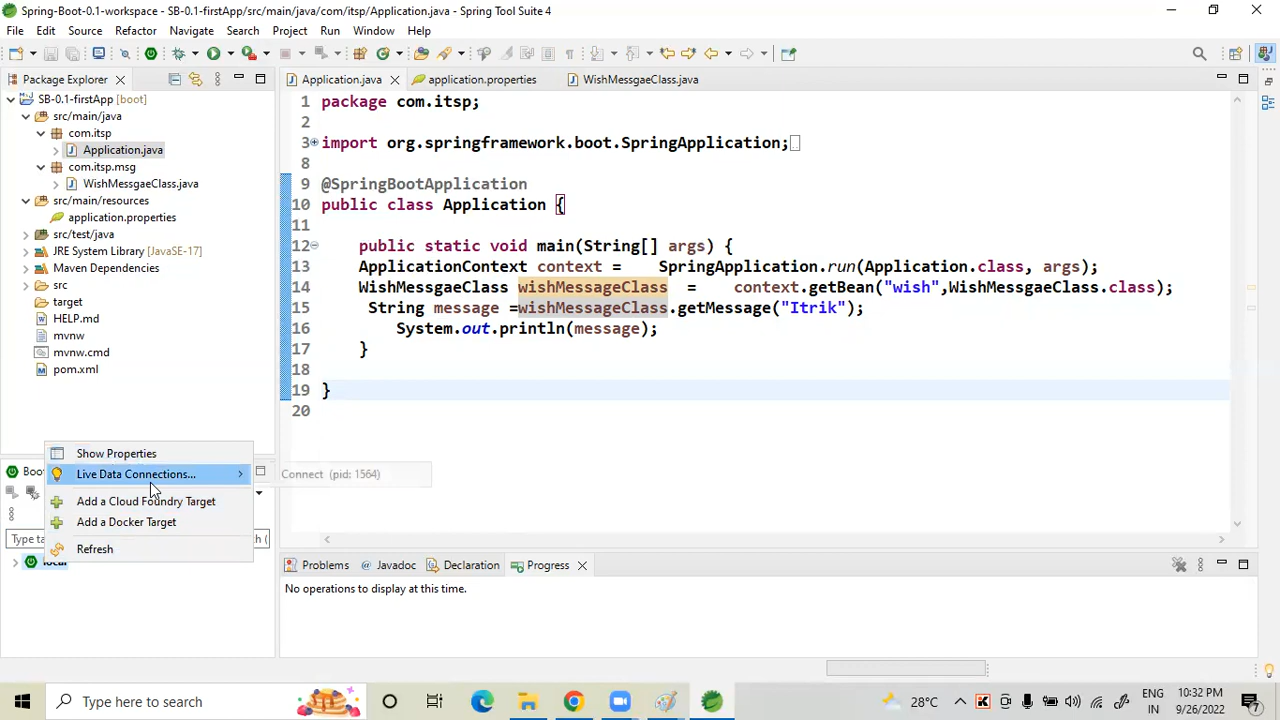 Spring-Boot-0.1-workspace - SB-0.1-firstApp/src/main/java/com/itsp/Application.java - Spring Tool Suite 4
File Edit Source Refactor Navigate Search Project Run Window Help
Package Explorer
Application.java
application.properties
WishMessgaeClass.java
SB-0.1-firstApp [boot]
src/main/java
com.itsp
Application.java
com.itsp.msg
WishMessgaeClass.java
src/main/resources
application.properties
src/test/java
JRE System Library [JavaSE-17]
Maven Dependencies
src
target
HELP.md
mvnw
mvnw.cmd
pom.xml
1 package com.itsp;
2
3 import org.springframework.boot.SpringApplication;
8
9 @SpringBootApplication
10 public class Application {
11
12 public static void main(String[] args) {
13 ApplicationContext context = SpringApplication.run(Application.class, args);
14 WishMessgaeClass wishMessageClass = context.getBean("wish",WishMessgaeClass.class);
15 String message =wishMessageClass.getMessage("Itrik");
16 System.out.println(message);
17 }
18
19 }
20
Show Properties
Boo
Live Data Connections...
Connect (pid: 1564)
Add a Cloud Foundry Target
Add a Docker Target
Type ta
Refresh
local
Problems
@ Javadoc
Declaration
Progress
No operations to display at this time.
Type here to search
28°C
ENG
IN
10:32 PM
9/26/2022
7